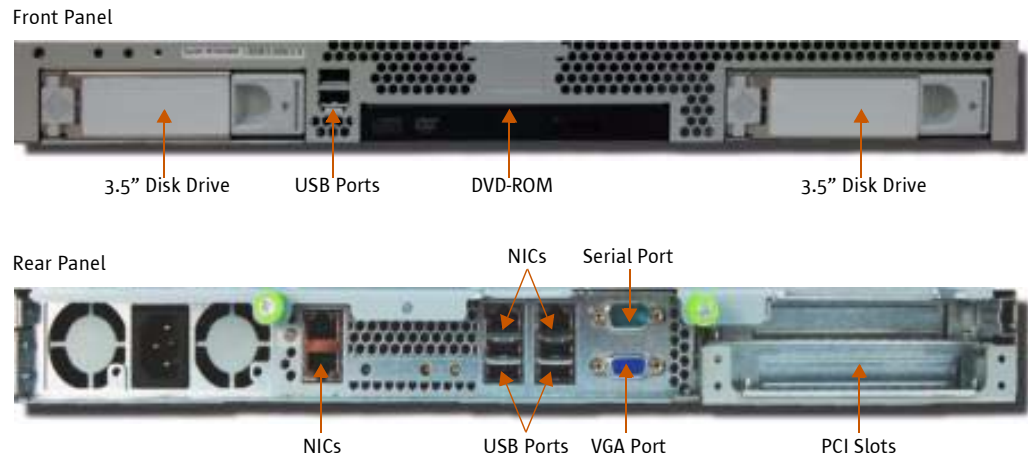 Front Panel
3.5” Disk Drive
USB Ports
DVD-ROM
3.5” Disk Drive
Rear Panel
NICs
Serial Port
NICs
USB Ports
VGA Port
PCI Slots